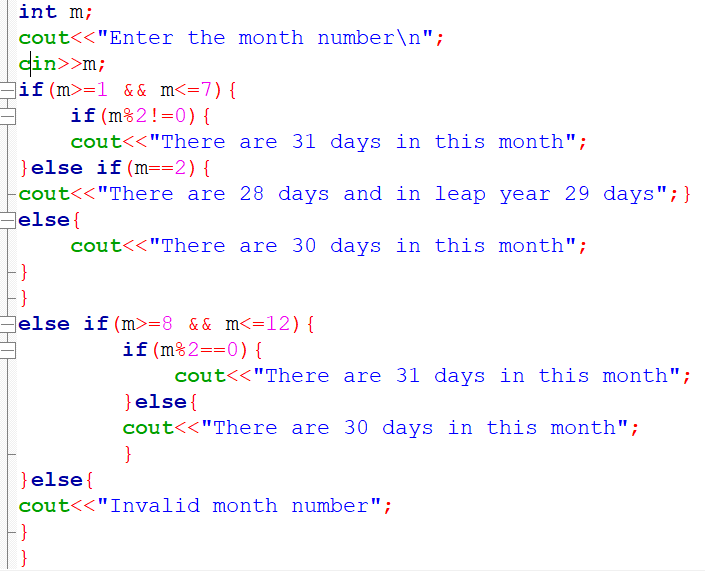 int m;
cout<<"Enter the month number\n";
cin>>m;
if(m>=1 && m<=7){
    if(m%2!=0){
    cout<<"There are 31 days in this month";
}else if(m==2){
cout<<"There are 28 days and in leap year 29 days";}
else{
    cout<<"There are 30 days in this month";
}
}
else if(m>=8 && m<=12){
        if(m%2==0){
            cout<<"There are 31 days in this month";
        }else{
        cout<<"There are 30 days in this month";
        }
}else{
cout<<"Invalid month number";
}
}